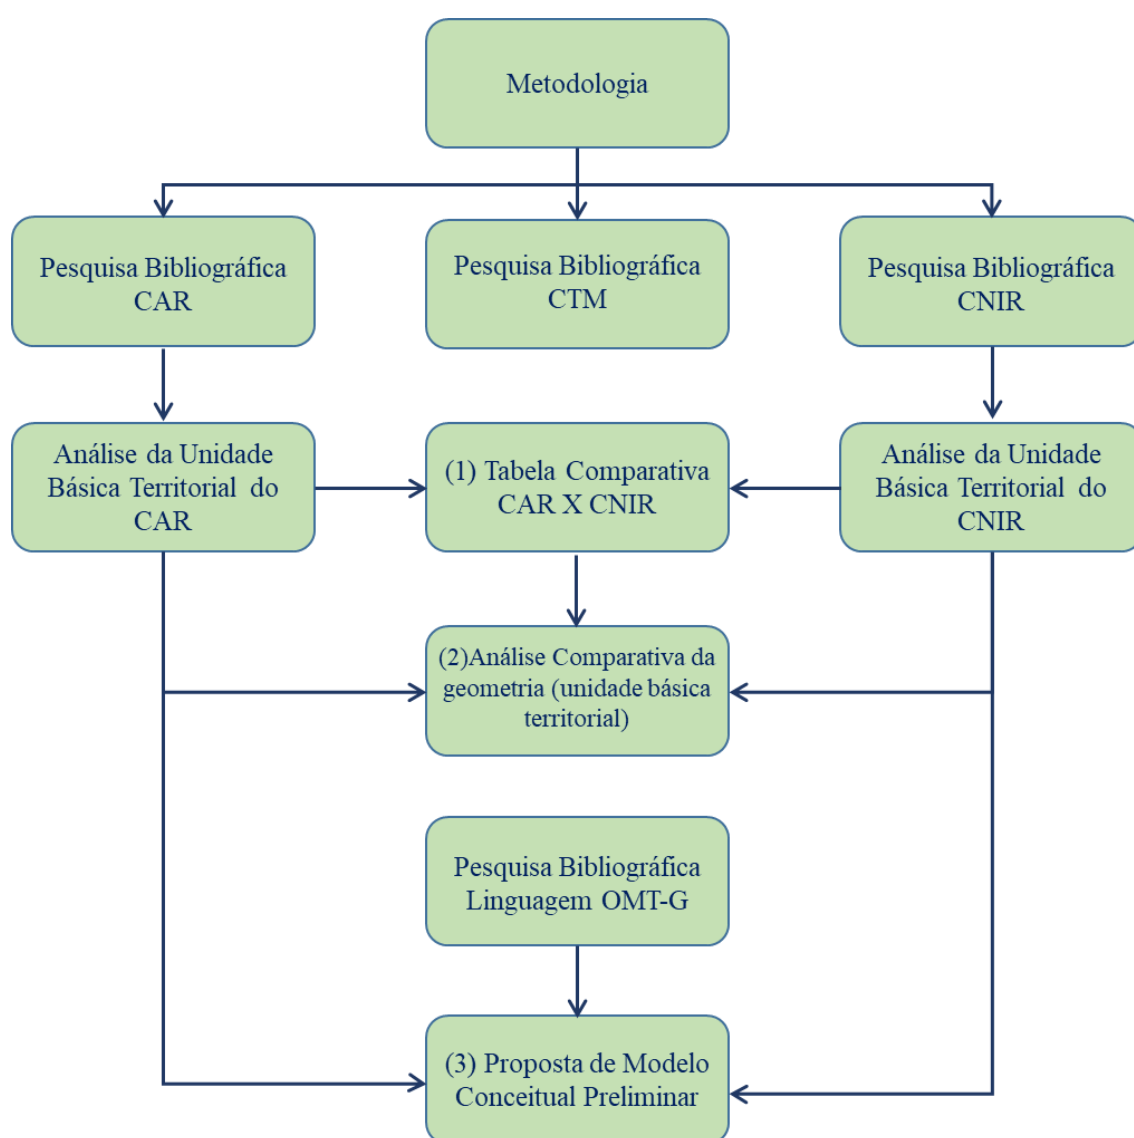 Metodologia
Pesquisa Bibliográfica
CAR
Pesquisa Bibliográfica
CTM
Pesquisa Bibliográfica
CNIR
Análise da Unidade
Básica Territorial do
CAR
(1) Tabela Comparativa
CAR X CNIR
Análise da Unidade
Básica Territorial do
CNIR
(2)Análise Comparativa da
geometria (unidade básica
territorial)
Pesquisa Bibliográfica
Linguagem OMT-G
(3) Proposta de Modelo
Conceitual Preliminar